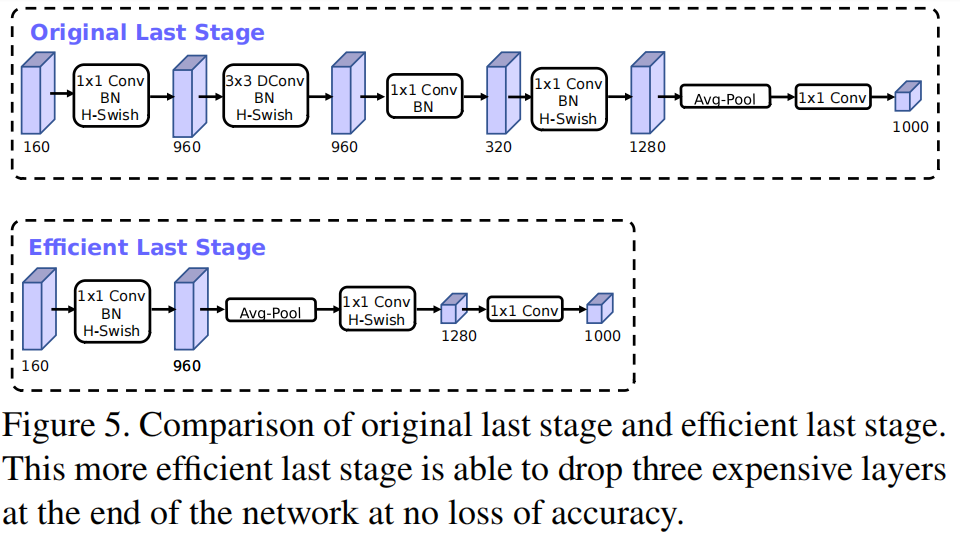 Original Last Stage
1x1 Conv
BN
H-Swish
3x3 DConv
BN
H-Swish
1x1 Conv
BN
1x1 Conv
BN
H-Swish
Avg-Pool
1x1 Conv
160
960
960
320
1280
1000
Efficient Last Stage
1x1 Conv
BN
H-Swish
Avg-Pool
1x1 Conv
H-Swish
1x1 Conv
160
960
1280
1000
Figure 5. Comparison of original last stage and efficient last stage.
This more efficient last stage is able to drop three expensive layers
at the end of the network at no loss of accuracy.